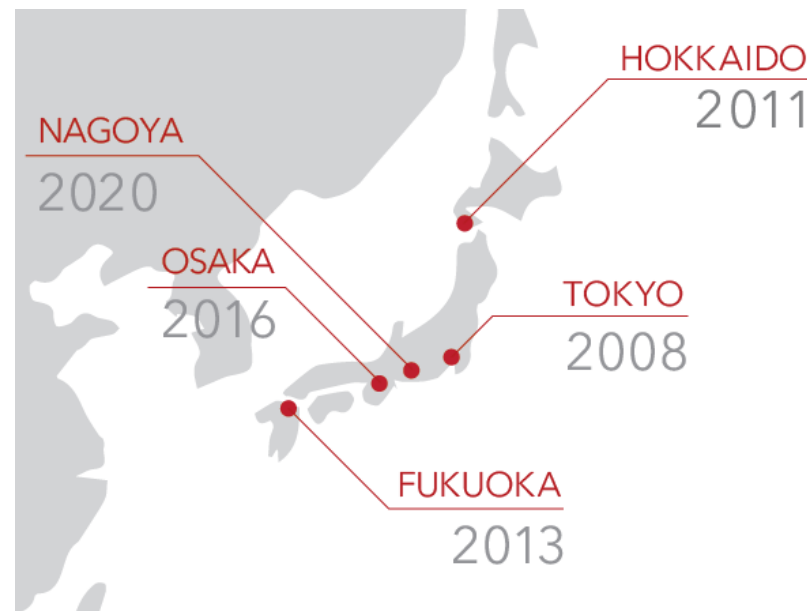 HOKKAIDO
2011
NAGOYA
2020
OSAKA
2016
TOKYO
2008
FUKUOKA
2013